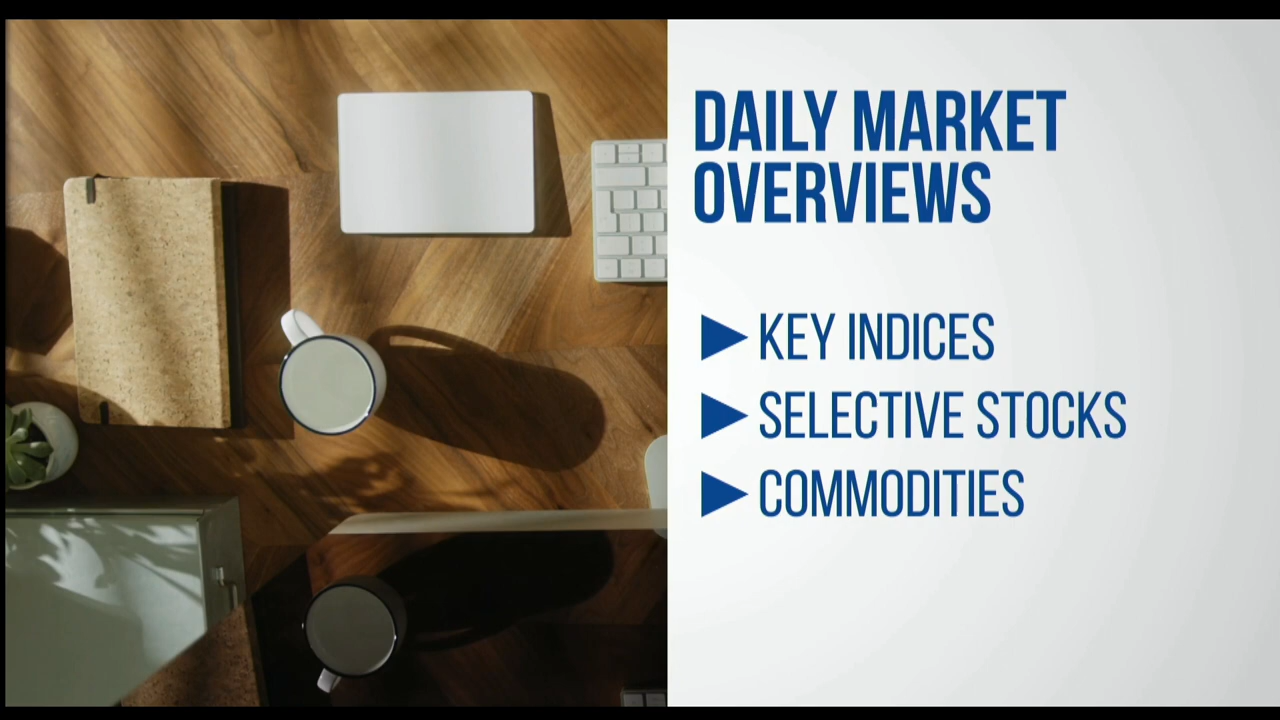 DAILY MARKET
OVERVIEWS
KEY INDICES
SELECTIVE STOCKS
COMMODITIES